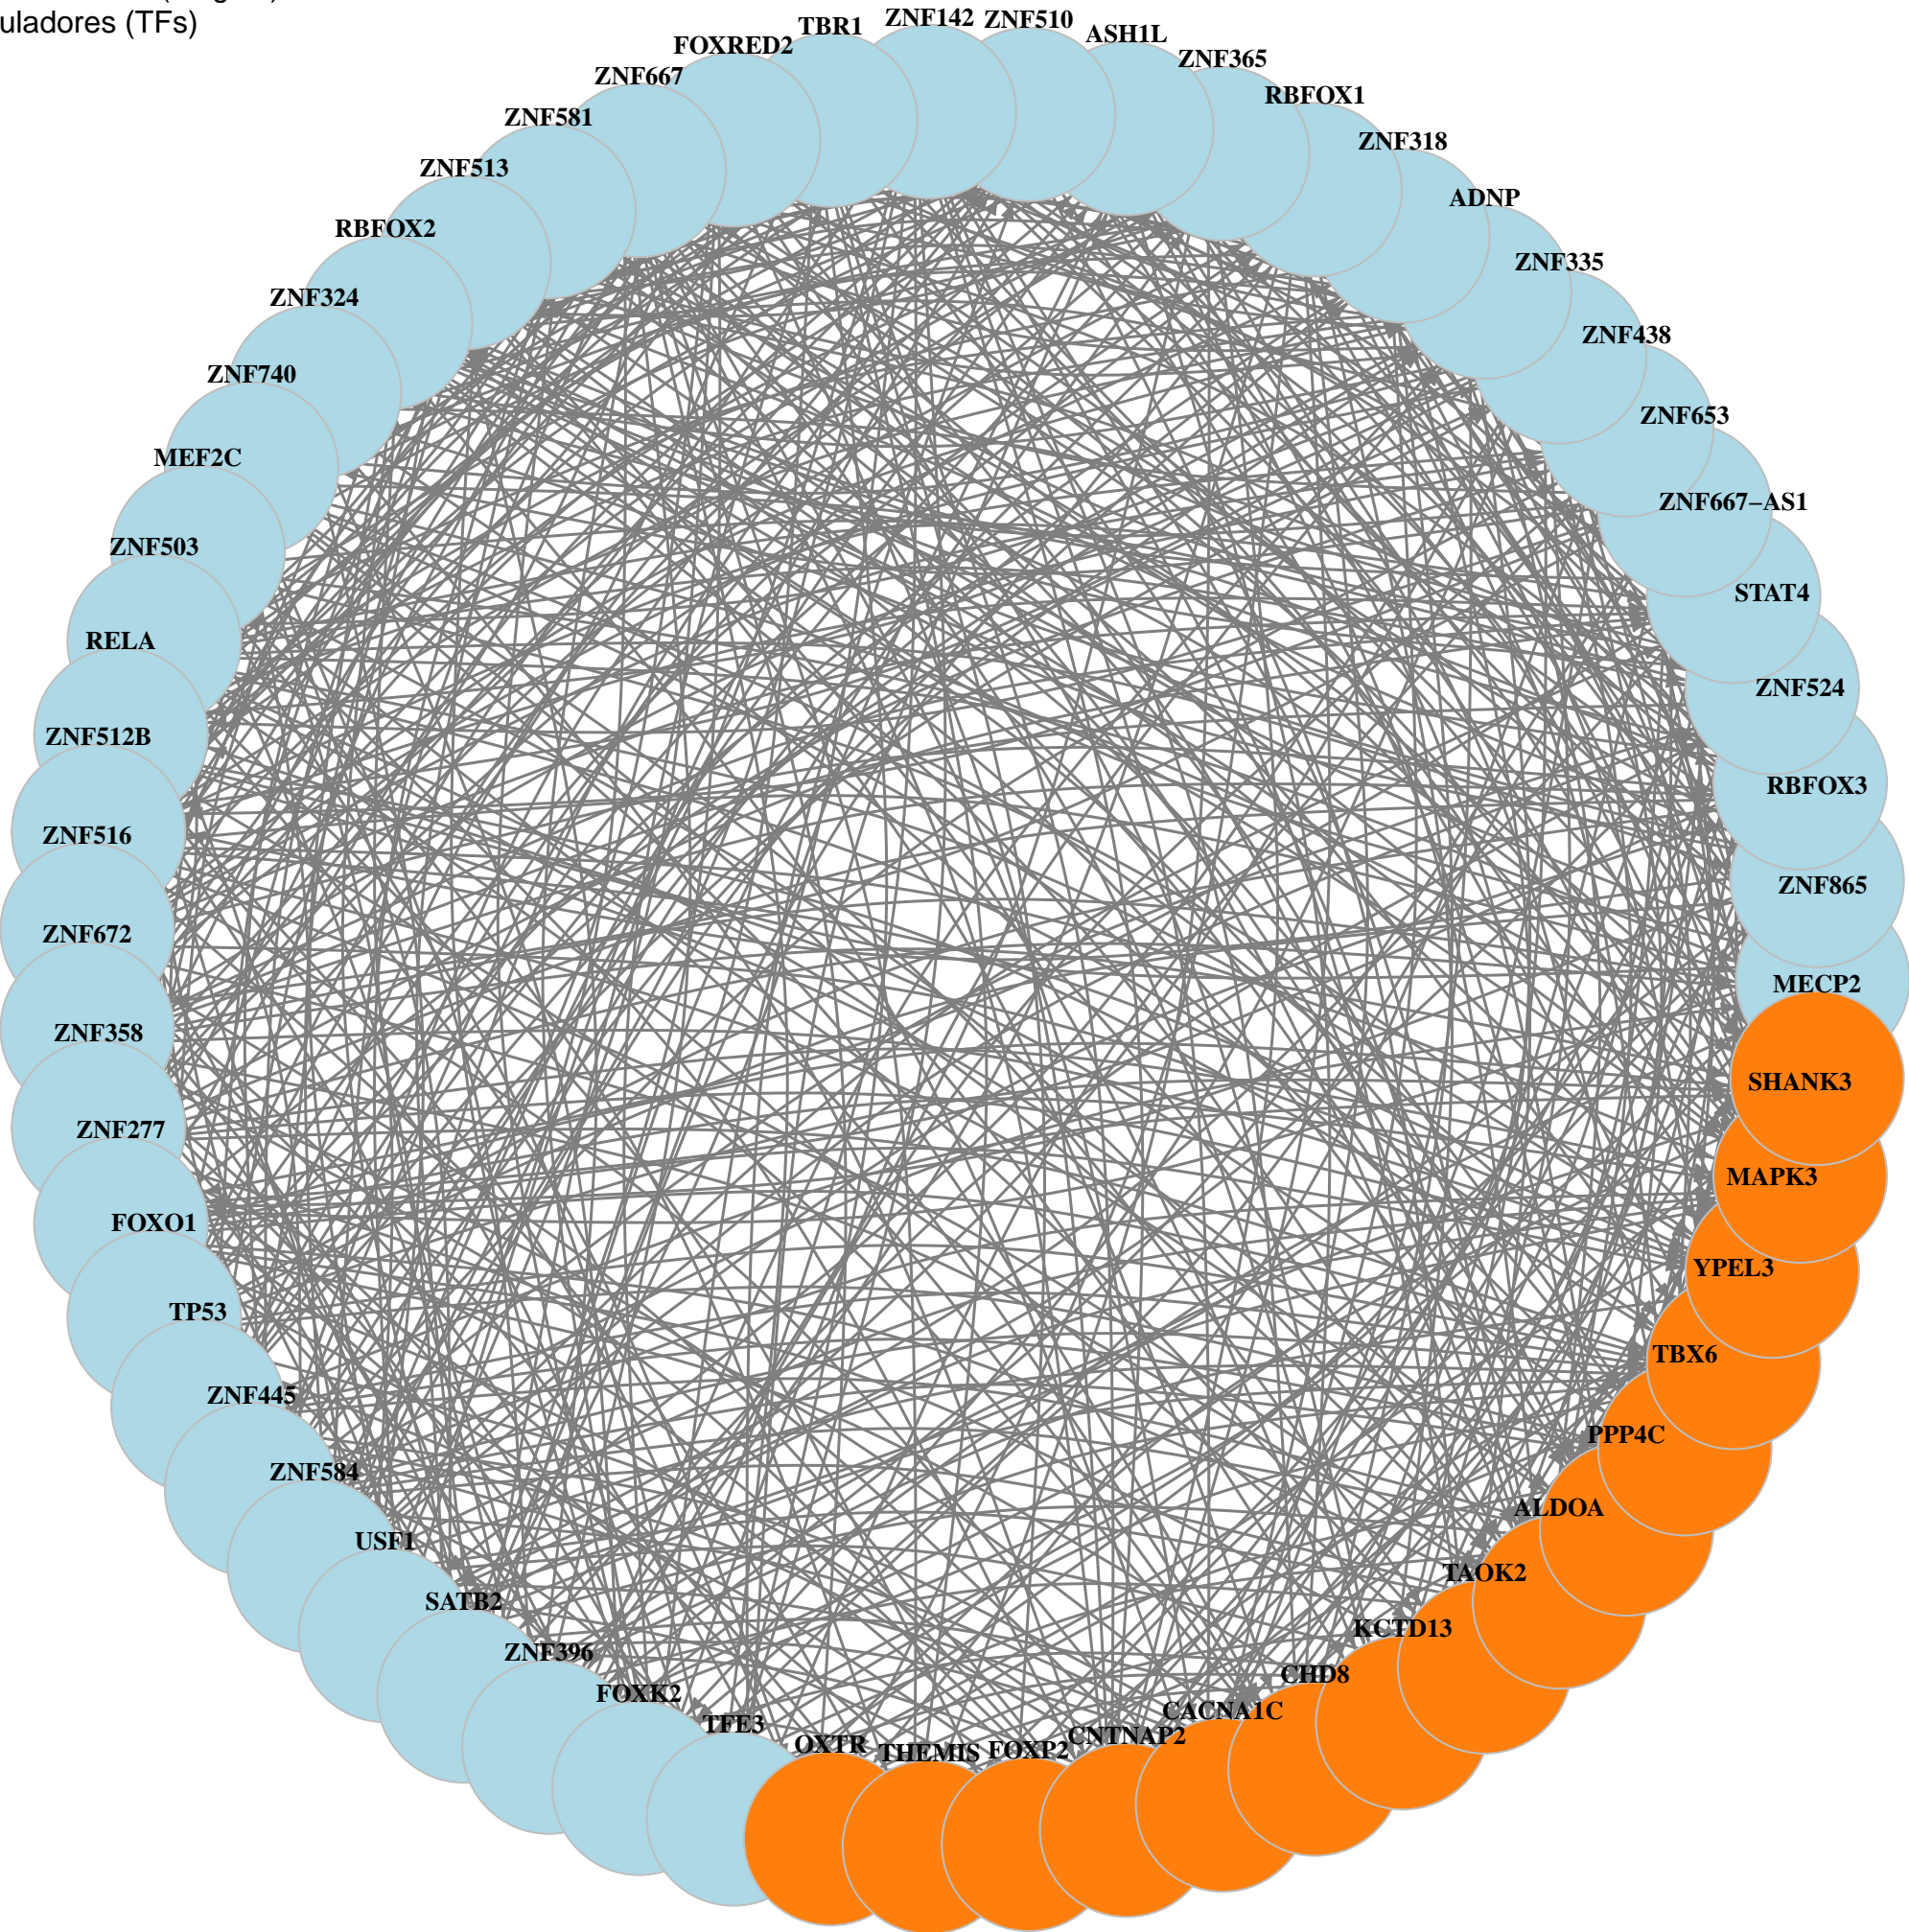 uladores (TFs)
ZNF142
ZNF510
TBR1
ASH1L
FOXRED2
ZNF365
ZNF667
RBFOX1
ZNF581
ZNF318
ZNF513
ADNP
RBFOX2
ZNF335
ZNF324
ZNF438
ZNF740
ZNF653
MEF2C
ZNF667−AS1
ZNF503
STAT4
RELA
ZNF524
ZNF512B
RBFOX3
ZNF516
ZNF865
ZNF672
MECP2
ZNF358
SHANK3
ZNF277
MAPK3
FOXO1
YPEL3
TP53
TBX6
ZNF445
PPP4C
ZNF584
ALDOA
USF1
TAOK2
SATB2
KCTD13
ZNF396
CHD8
FOXK2
CACNA1C
TFE3
CNTNAP2
OXTR
THEMIS
FOXP2